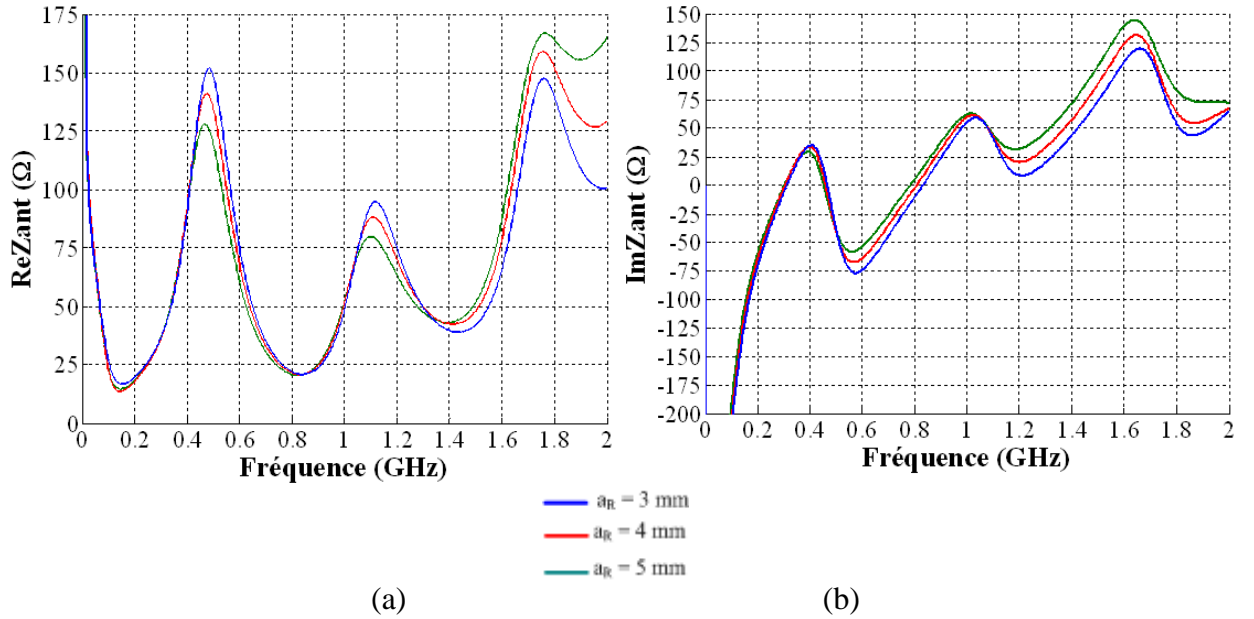 175
150
125
100
75
50
25
0
ReZant (Ω)
0 0.2 0.4 0.6 0.8 1 1.2 1.4 1.6 1.8 2
Fréquence (GHz)
150
125
100
75
50
25
0
-25
-50
-75
-100
-125
-150
-175
-200
ImZant (Ω)
0 0.2 0.4 0.6 0.8 1 1.2 1.4 1.6 1.8 2
Fréquence (GHz)
aR = 3 mm
aR = 4 mm
aR = 5 mm
(a)
(b)